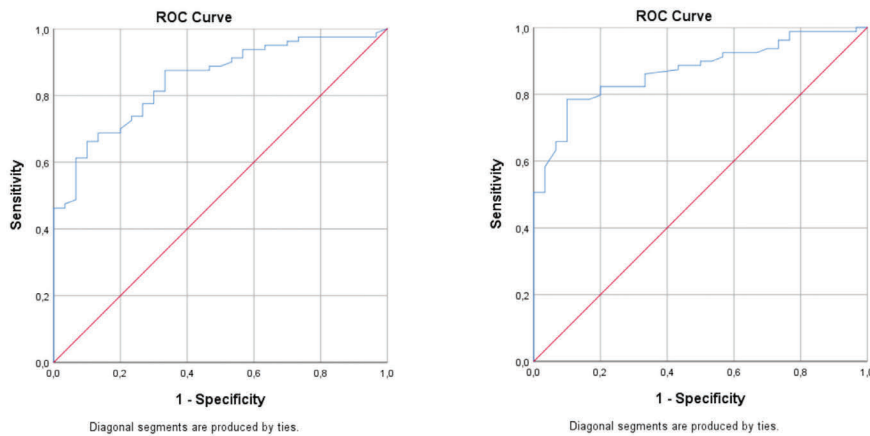 ROC Curve
1,0
0,8
0,6
0,4
0,2
0,0
Sensitivity
0,0 0,2 0,4 0,6 0,8 1,0
1 - Specificity
Diagonal segments are produced by ties.
ROC Curve
1,0
0,8
0,6
0,4
0,2
0,0
Sensitivity
0,0 0,2 0,4 0,6 0,8 1,0
1 - Specificity
Diagonal segments are produced by ties.